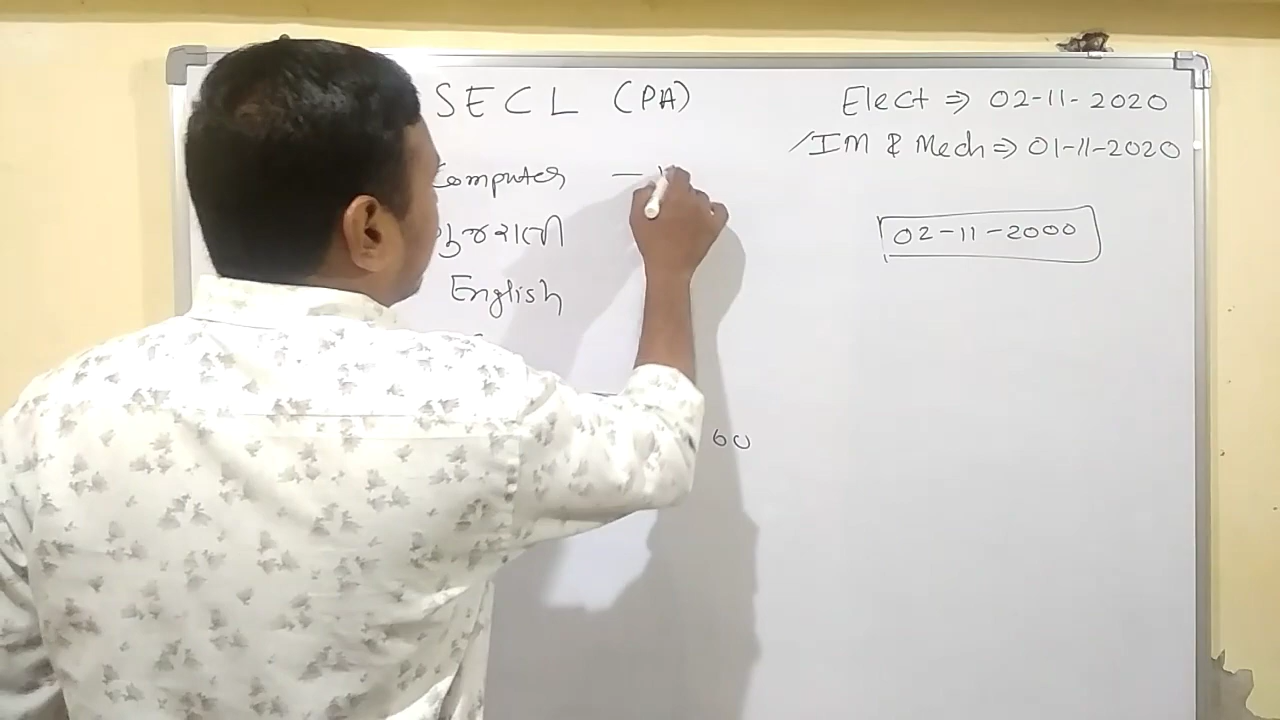 SECL (PA)
Elect ⇒ 02-11-2020
IM & Mech ⇒ 01-11-2020
Computer —
ગુજરાતી
02-11-2000
English
60